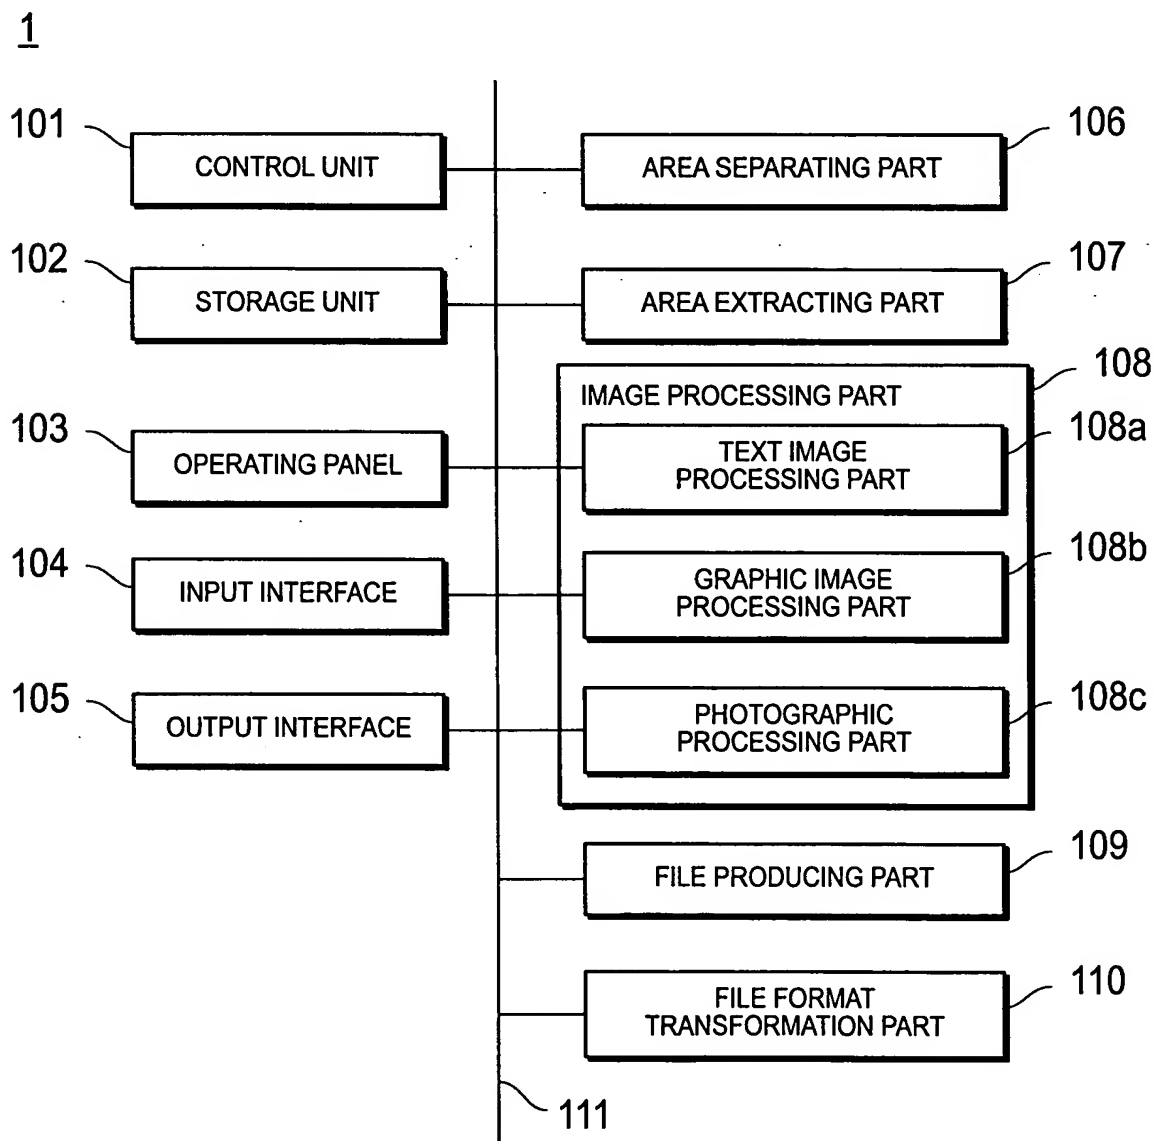 1
101
CONTROL UNIT
102
STORAGE UNIT
103
OPERATING PANEL
104
INPUT INTERFACE
105
OUTPUT INTERFACE
106
AREA SEPARATING PART
107
AREA EXTRACTING PART
108
IMAGE PROCESSING PART
108a
TEXT IMAGE
PROCESSING PART
108b
GRAPHIC IMAGE
PROCESSING PART
108c
PHOTOGRAPHIC
PROCESSING PART
109
FILE PRODUCING PART
110
FILE FORMAT
TRANSFORMATION PART
111